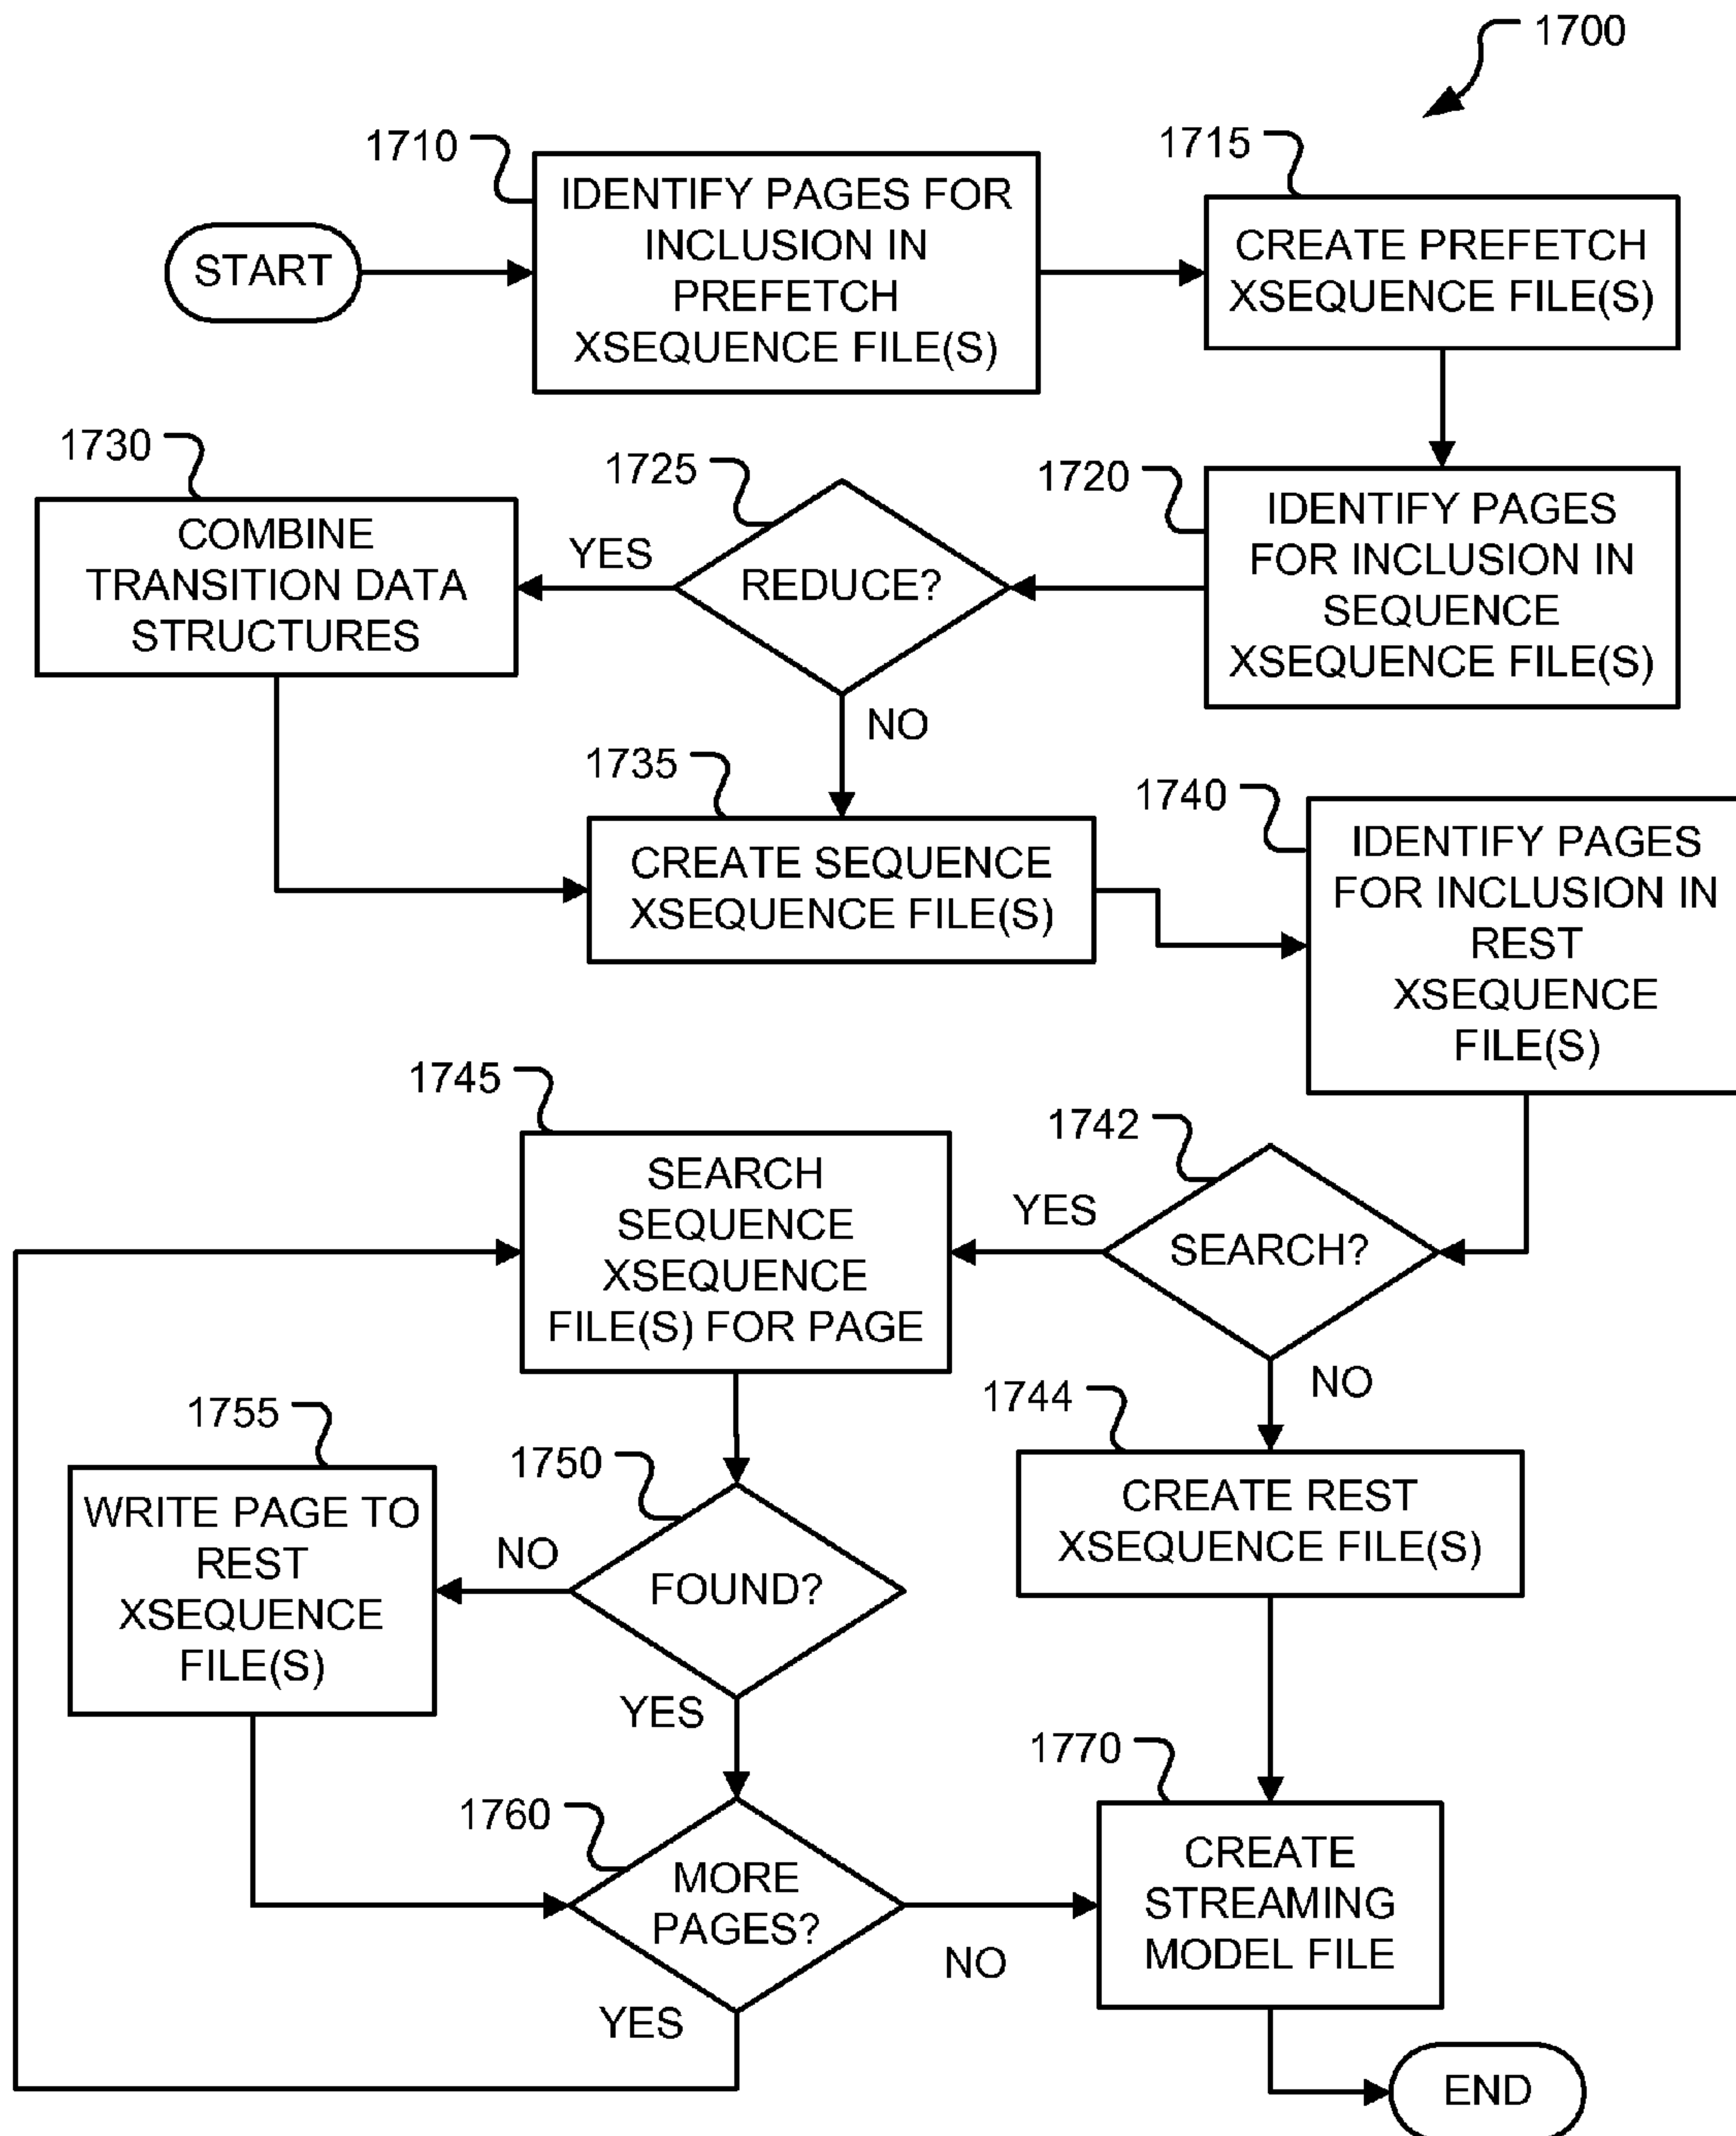 1700
1710
IDENTIFY PAGES FOR
INCLUSION IN
PREFETCH
XSEQUENCE FILE(S)
1715
CREATE PREFETCH
XSEQUENCE FILE(S)
START
1730
COMBINE
TRANSITION DATA
STRUCTURES
1725
YES
REDUCE?
NO
1720
IDENTIFY PAGES
FOR INCLUSION IN
SEQUENCE
XSEQUENCE FILE(S)
1735
CREATE SEQUENCE
XSEQUENCE FILE(S)
1740
IDENTIFY PAGES
FOR INCLUSION IN
REST
XSEQUENCE
FILE(S)
1745
SEARCH
SEQUENCE
XSEQUENCE
FILE(S) FOR PAGE
1742
YES
SEARCH?
NO
1744
CREATE REST
XSEQUENCE FILE(S)
1755
WRITE PAGE TO
REST
XSEQUENCE
FILE(S)
1750
NO
FOUND?
YES
1760
MORE
PAGES?
NO
YES
1770
CREATE
STREAMING
MODEL FILE
END